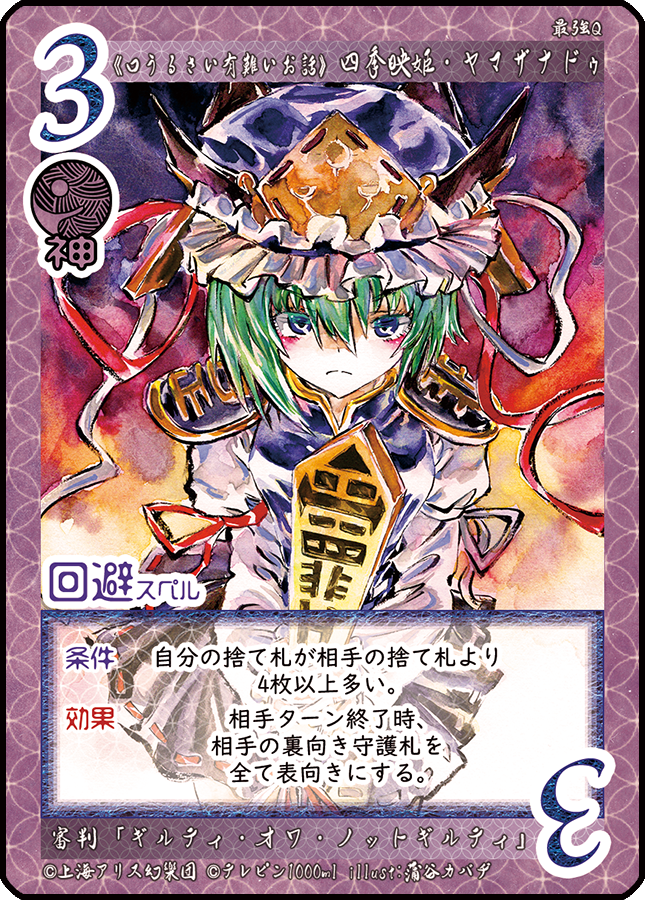 最強Q
3
《口うるさい有難いお話》 四季映姫・ヤマザナドゥ
神
回避スペル
条件 自分の捨て札が相手の捨て札より
4枚以上多い。
効果 相手ターン終了時、
相手の裏向き守護札を
全て表向きにする。
3
審判「ギルティ・オワ・ノットギルティ」
©上海アリス幻樂団 ©テレピン1000ml illust:蒲谷カバヂ